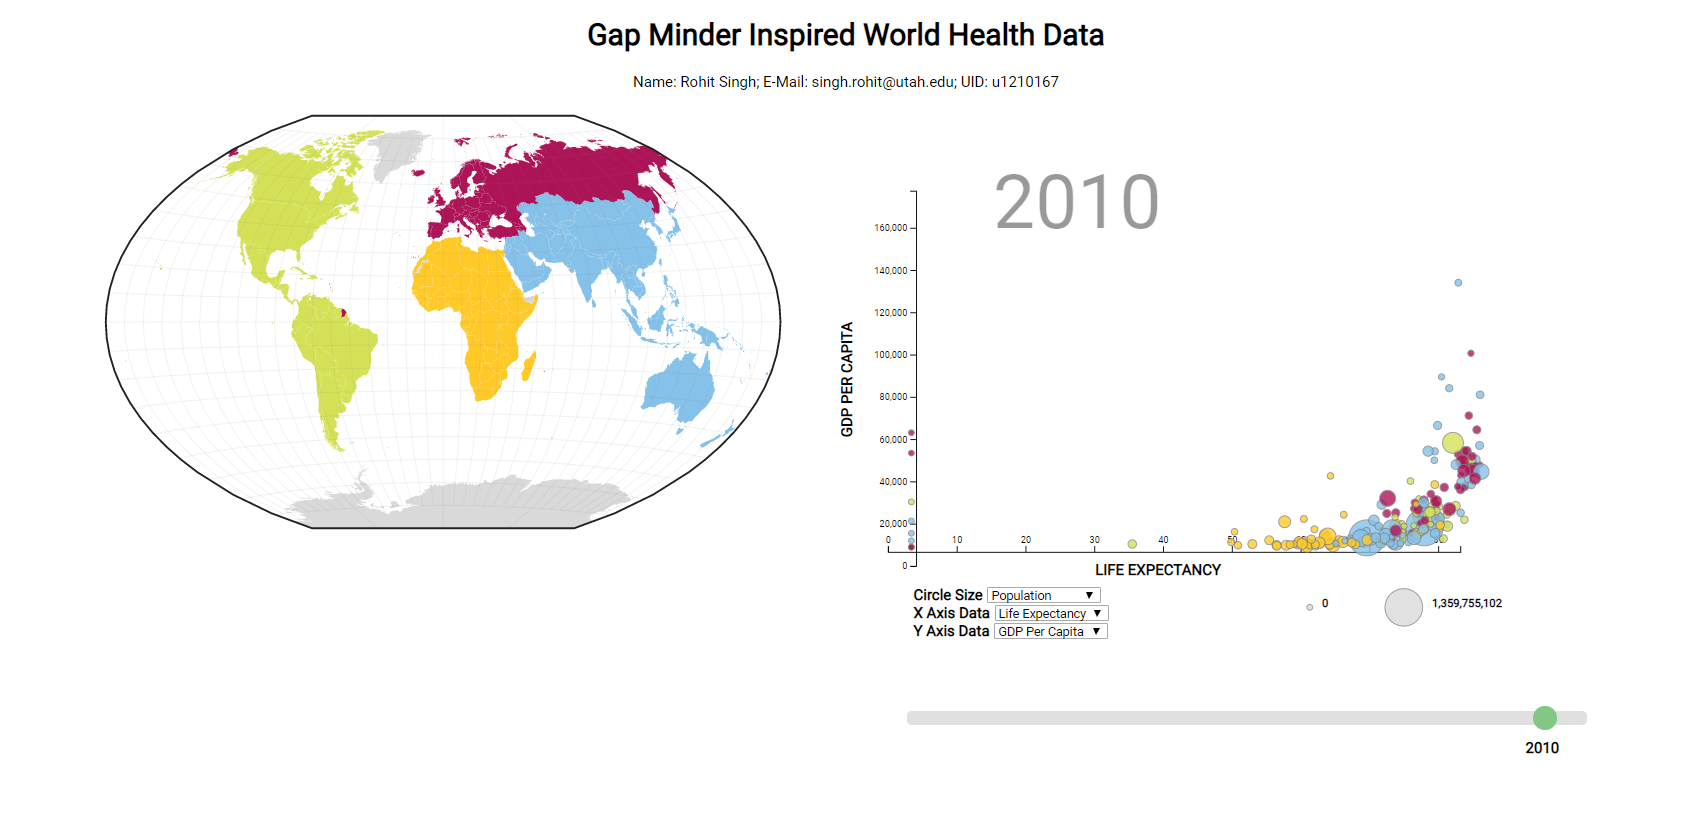 Gap Minder Inspired World Health Data
Name: Rohit Singh; E-Mail: singh.rohit@utah.edu; UID: u1210167
2010
160,000
140,000
120,000
100,000
80,000
60,000
40,000
20,000
0
GDP PER CAPITA
0 10 20 30 40 50
LIFE EXPECTANCY
Circle Size Population
X Axis Data Life Expectancy
Y Axis Data GDP Per Capita
0 1,359,755,102
2010